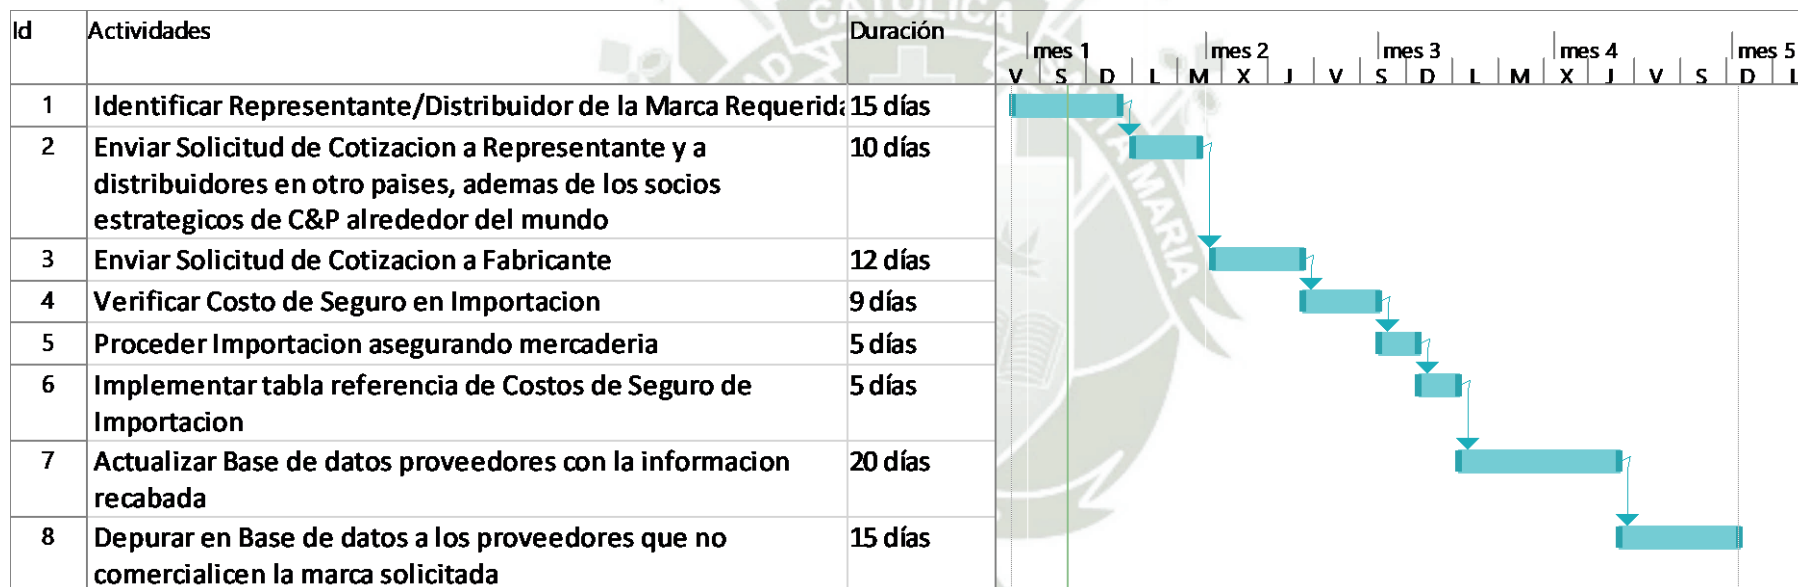 Id Actividades Duración
mes 1 mes 2 mes 3 mes 4 mes 5
V S D L M X J V S D L M X J V S D L
1 Identificar Representante/Distribuidor de la Marca Requerida 15 días
2 Enviar Solicitud de Cotizacion a Representante y a 10 días
distribuidores en otro paises, ademas de los socios
estrategicos de C&P alrededor del mundo
3 Enviar Solicitud de Cotizacion a Fabricante 12 días
4 Verificar Costo de Seguro en Importacion 9 días
5 Proceder Importacion asegurando mercaderia 5 días
6 Implementar tabla referencia de Costos de Seguro de 5 días
Importacion
7 Actualizar Base de datos proveedores con la informacion 20 días
recabada
8 Depurar en Base de datos a los proveedores que no 15 días
comercialicen la marca solicitada
CATOLICA
MARIA